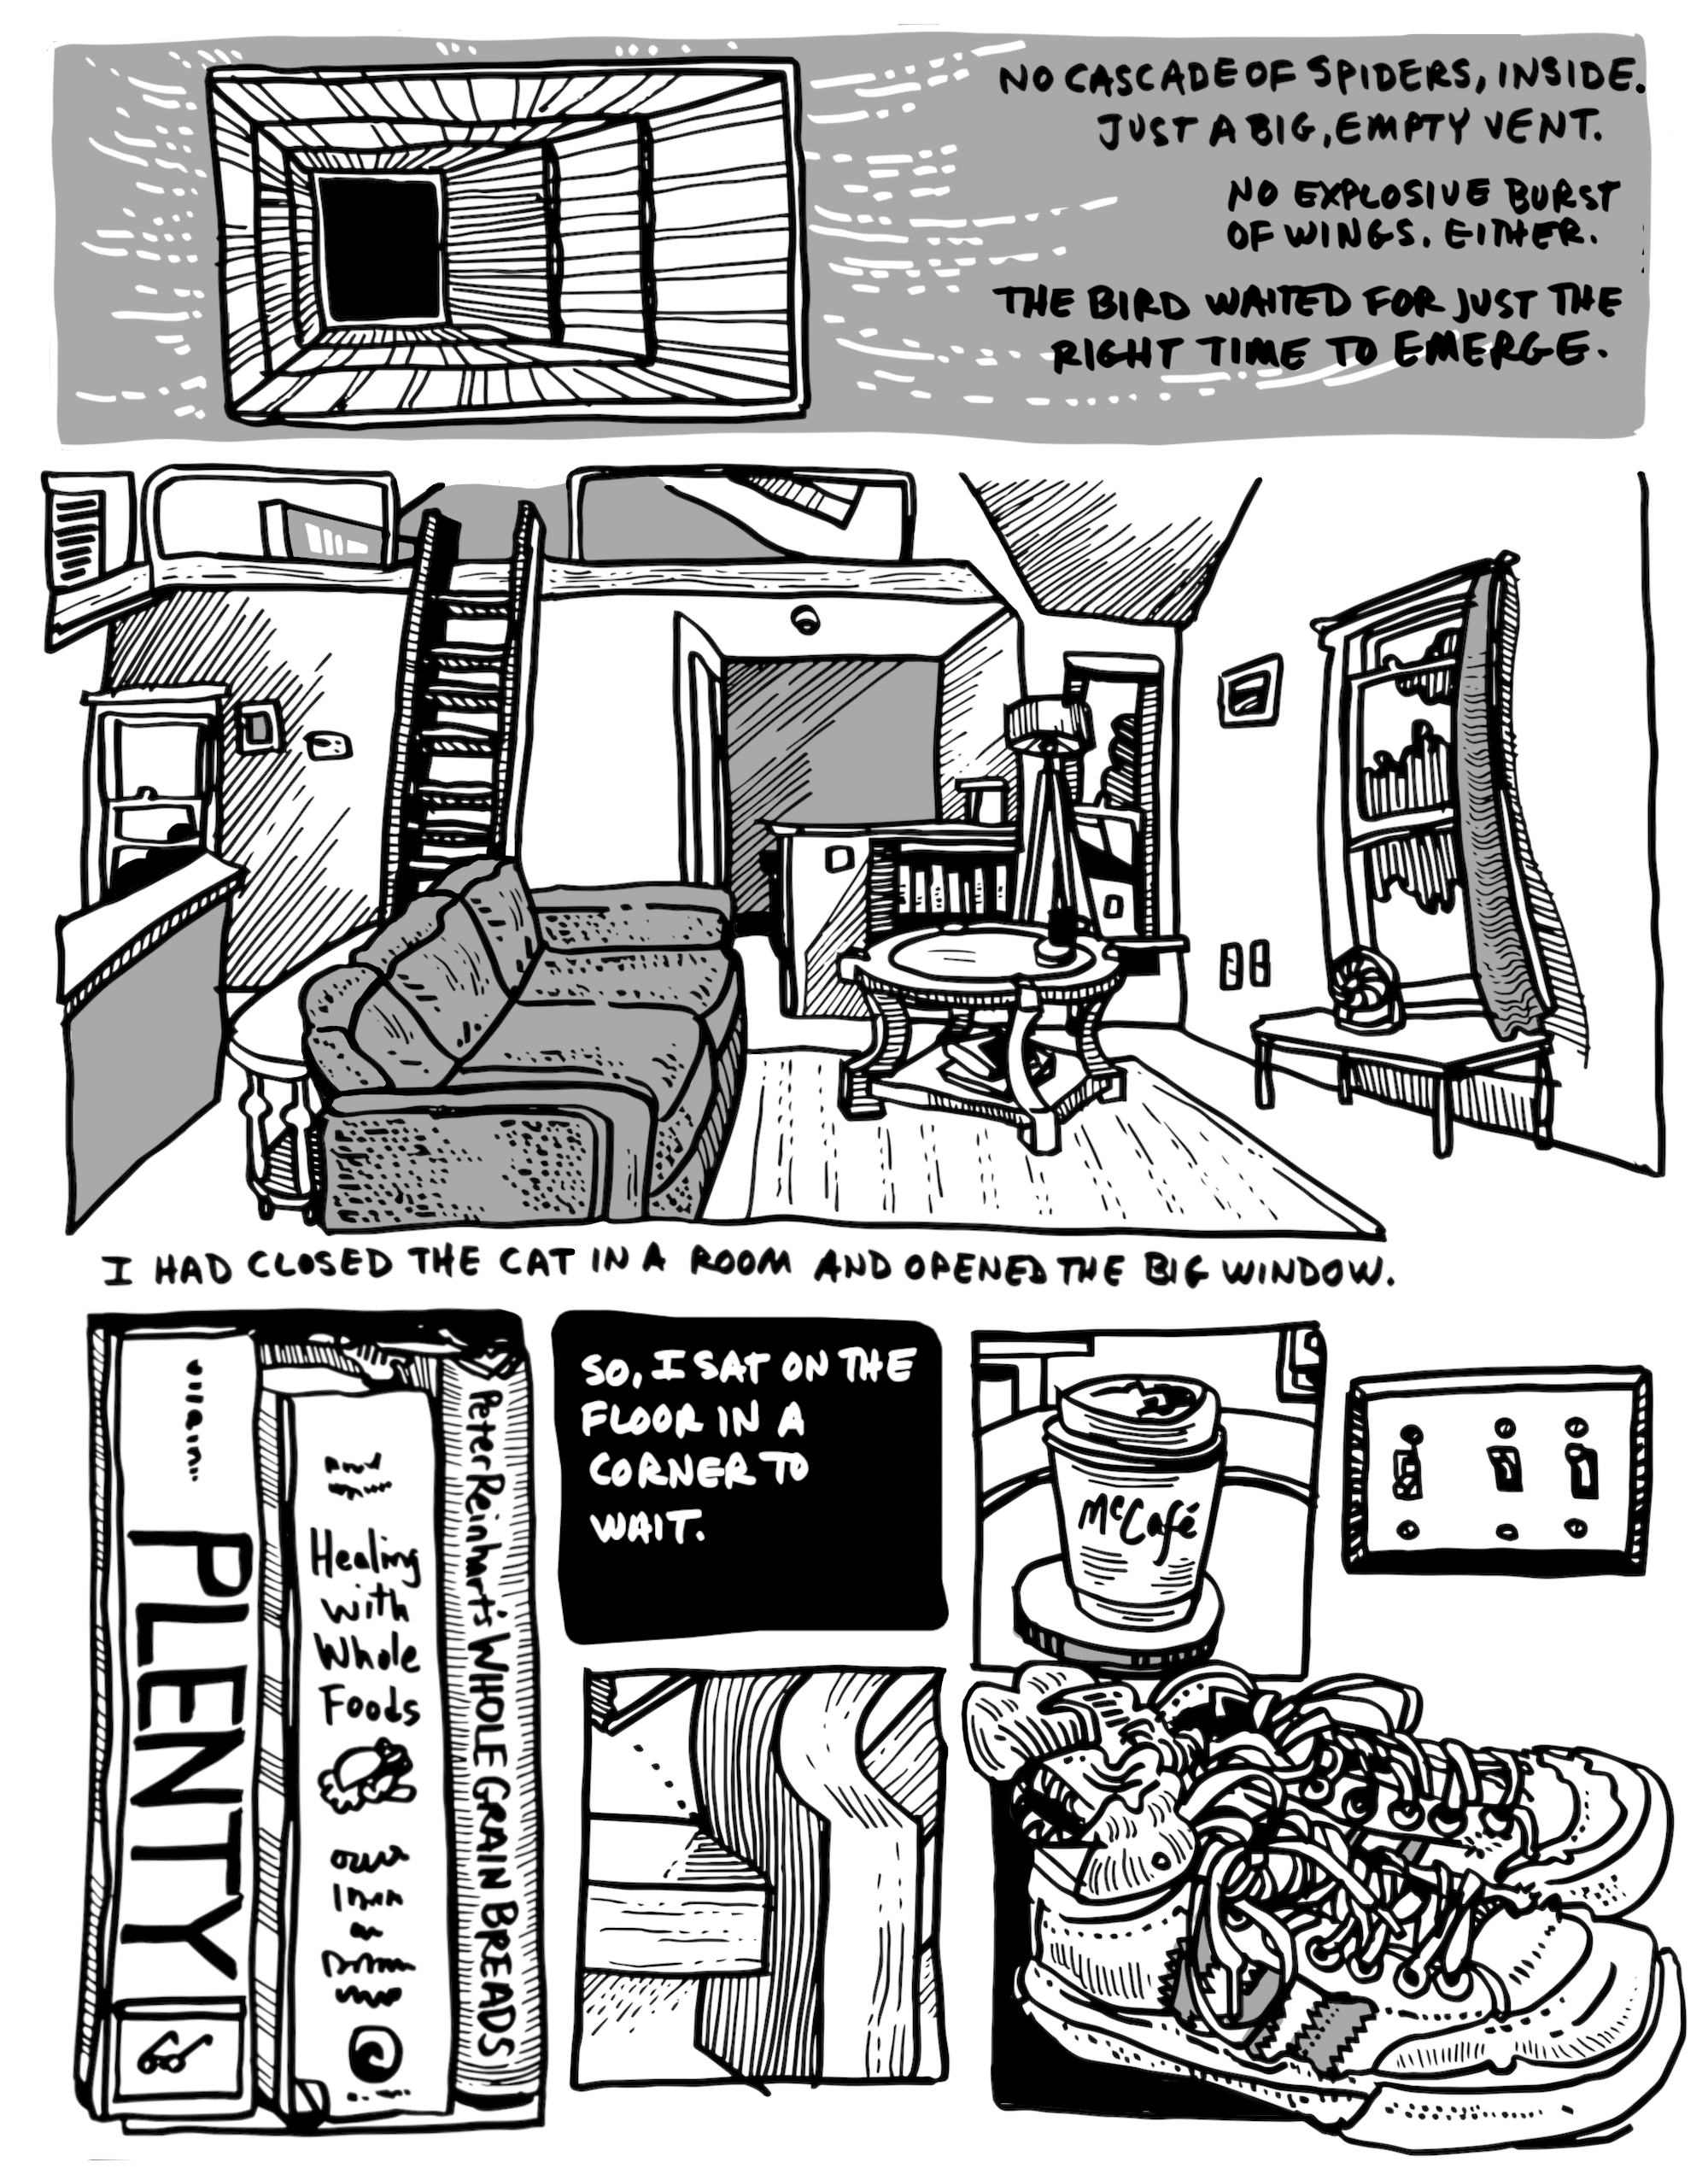 NO CASCADE OF SPIDERS, INSIDE.
JUST A BIG, EMPTY VENT.
NO EXPLOSIVE BURST
OF WINGS. EITHER.
THE BIRD WAITED FOR JUST THE
RIGHT TIME TO EMERGE.
I HAD CLOSED THE CAT IN A ROOM AND OPENED THE BIG WINDOW.
PLENTY
Healing
with
Whole
Foods
Peter Reinhart's WHOLE GRAIN BREADS
SO, I SAT ON THE
FLOOR IN A
CORNER TO
WAIT.
McCafé